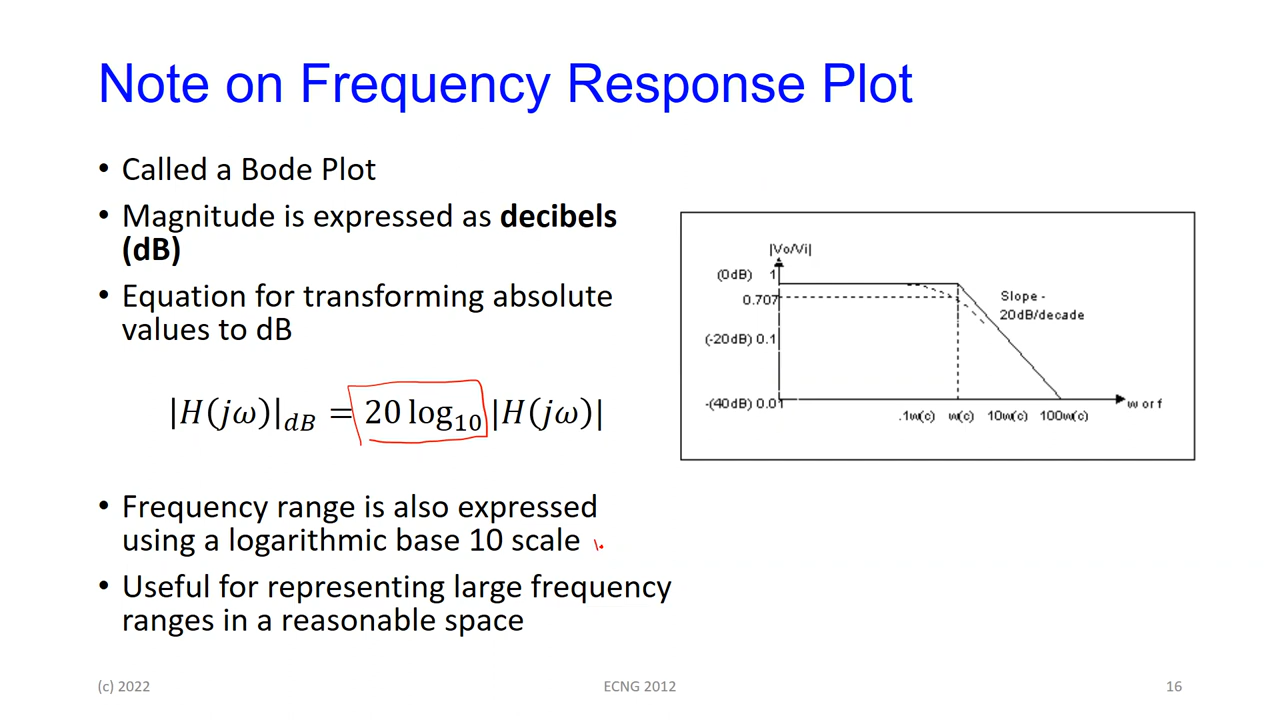 Note on Frequency Response Plot
• Called a Bode Plot
• Magnitude is expressed as decibels
(dB)
• Equation for transforming absolute
values to dB
|H(jω)|_{dB} = 20 log_{10} |H(jω)|
• Frequency range is also expressed
using a logarithmic base 10 scale
• Useful for representing large frequency
ranges in a reasonable space
|Vo/Vi|
(0dB) 1
0.707
(-20dB) 0.1
-(40dB) 0.01
Slope -
20dB/decade
.1w(c) w(c) 10w(c) 100w(c)
w or f
(c) 2022
ECNG 2012
16